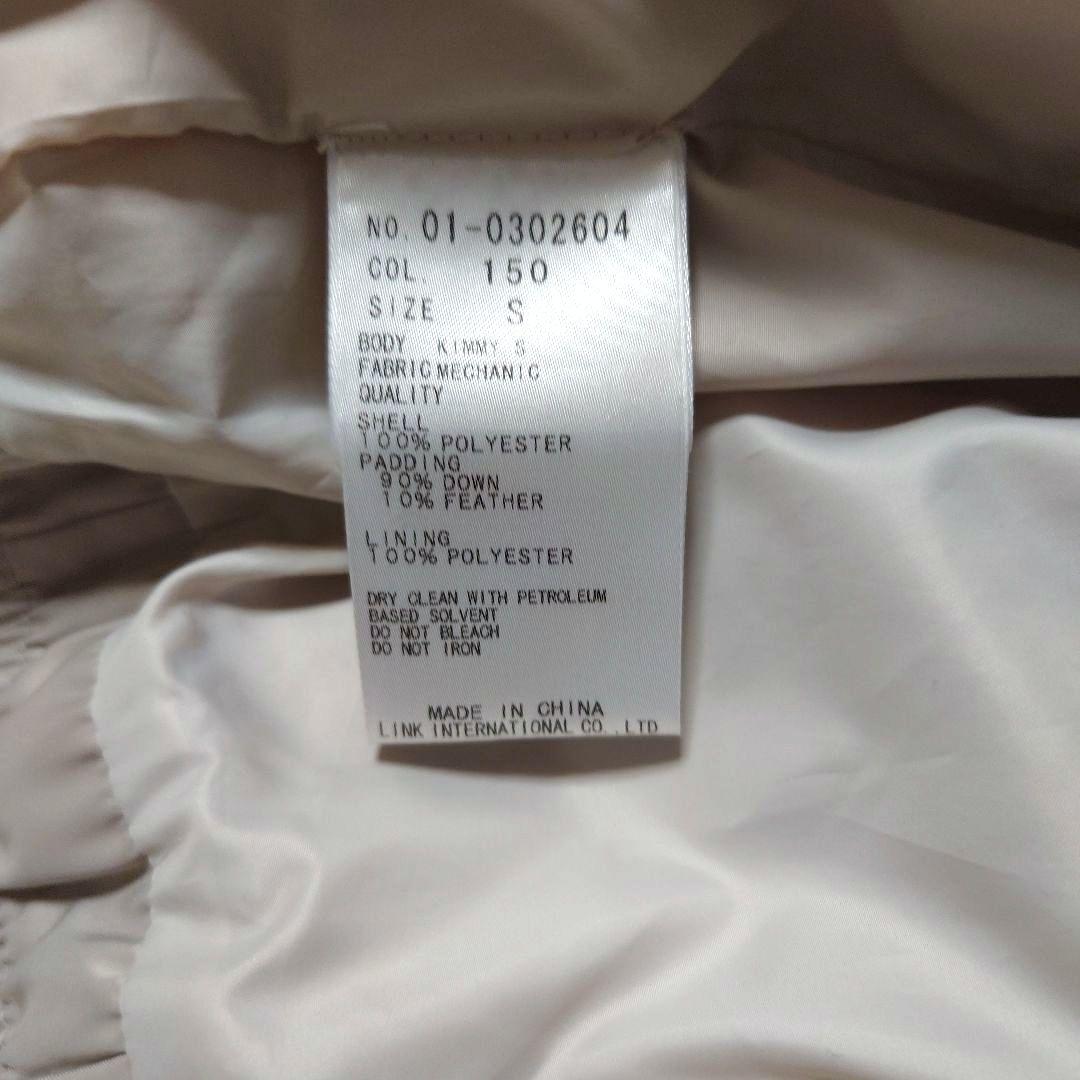 NO. 01-0302604
COL. 150
SIZE S
BODY KIMMY S
FABRIC MECHANIC
QUALITY
SHELL
100% POLYESTER
PADDING
90% DOWN
10% FEATHER
LINING
100% POLYESTER
DRY CLEAN WITH PETROLEUM
BASED SOLVENT
DO NOT BLEACH
DO NOT IRON
MADE IN CHINA
LINK INTERNATIONAL CO.,LTD